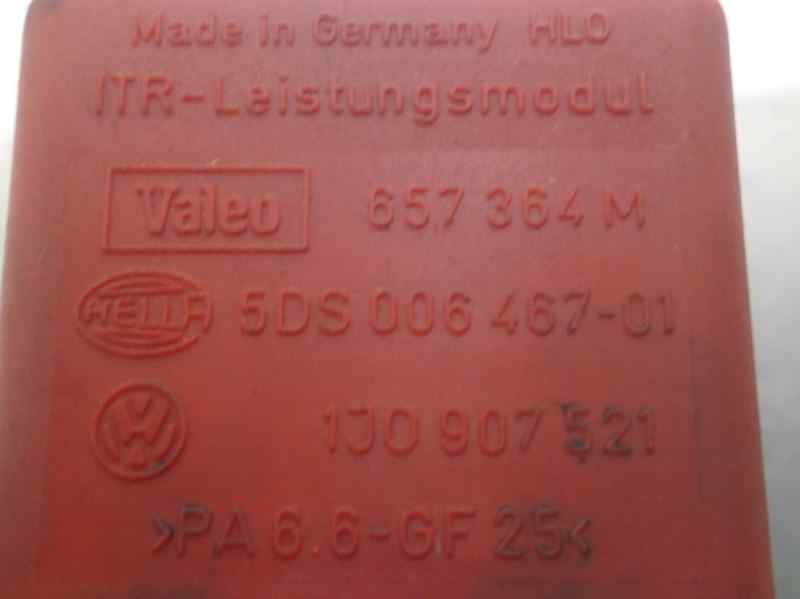 Made in Germany HLO
ITR-Leistungsmodul
Valeo 657 364 M
HELLA 5DS 006 467-01
VW 1J0 907 521
>PA 6.6-GF 25<